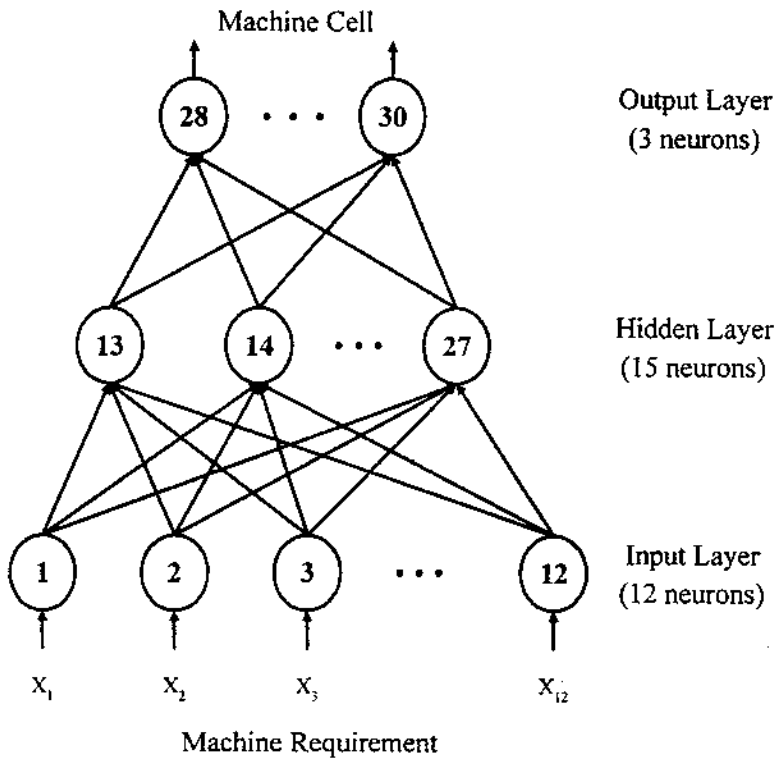 Machine Cell
28 • • • 30
Output Layer
(3 neurons)
13 14 • • • 27
Hidden Layer
(15 neurons)
1 2 3 • • • 12
Input Layer
(12 neurons)
X₁ X₂ X₃ X₁₂
Machine Requirement